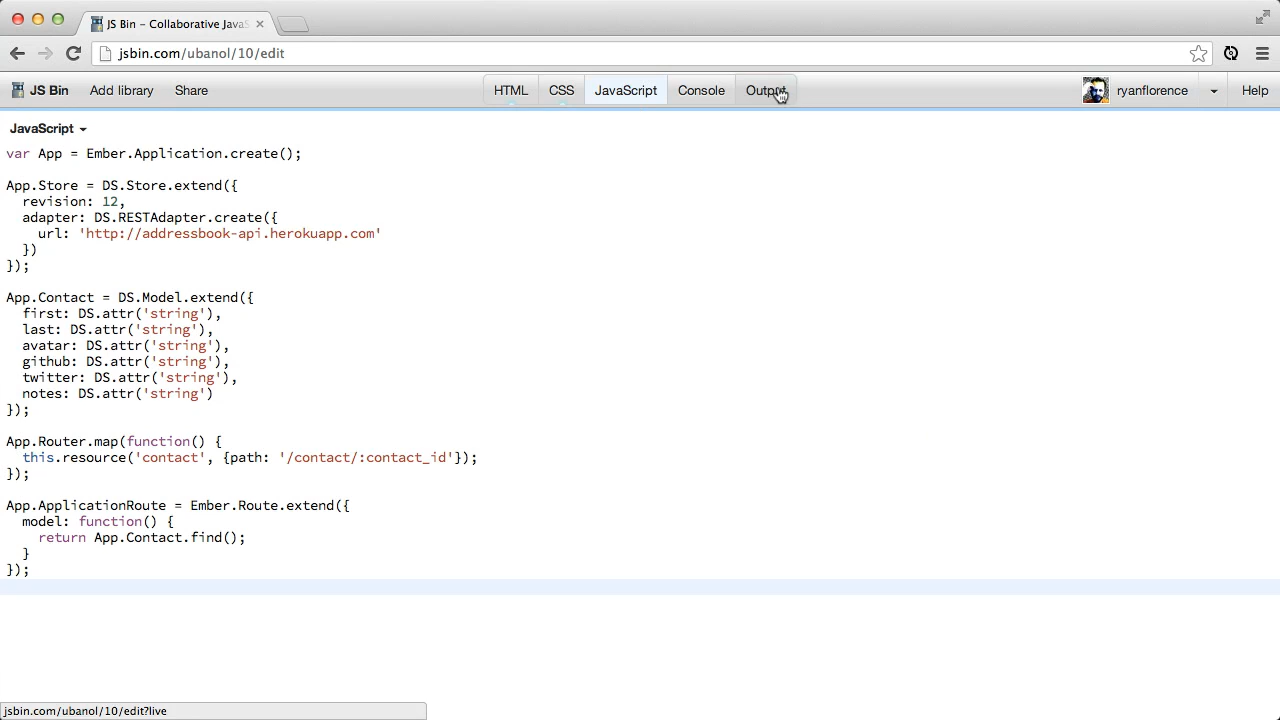 JS Bin - Collaborative JavaS
jsbin.com/ubanol/10/edit
JS Bin Add library Share HTML CSS JavaScript Console Output ryanflorence Help
JavaScript
var App = Ember.Application.create();
App.Store = DS.Store.extend({
  revision: 12,
  adapter: DS.RESTAdapter.create({
    url: 'http://addressbook-api.herokuapp.com'
  })
});
App.Contact = DS.Model.extend({
  first: DS.attr('string'),
  last: DS.attr('string'),
  avatar: DS.attr('string'),
  github: DS.attr('string'),
  twitter: DS.attr('string'),
  notes: DS.attr('string')
});
App.Router.map(function() {
  this.resource('contact', {path: '/contact/:contact_id'});
});
App.ApplicationRoute = Ember.Route.extend({
  model: function() {
    return App.Contact.find();
  }
});
jsbin.com/ubanol/10/edit?live